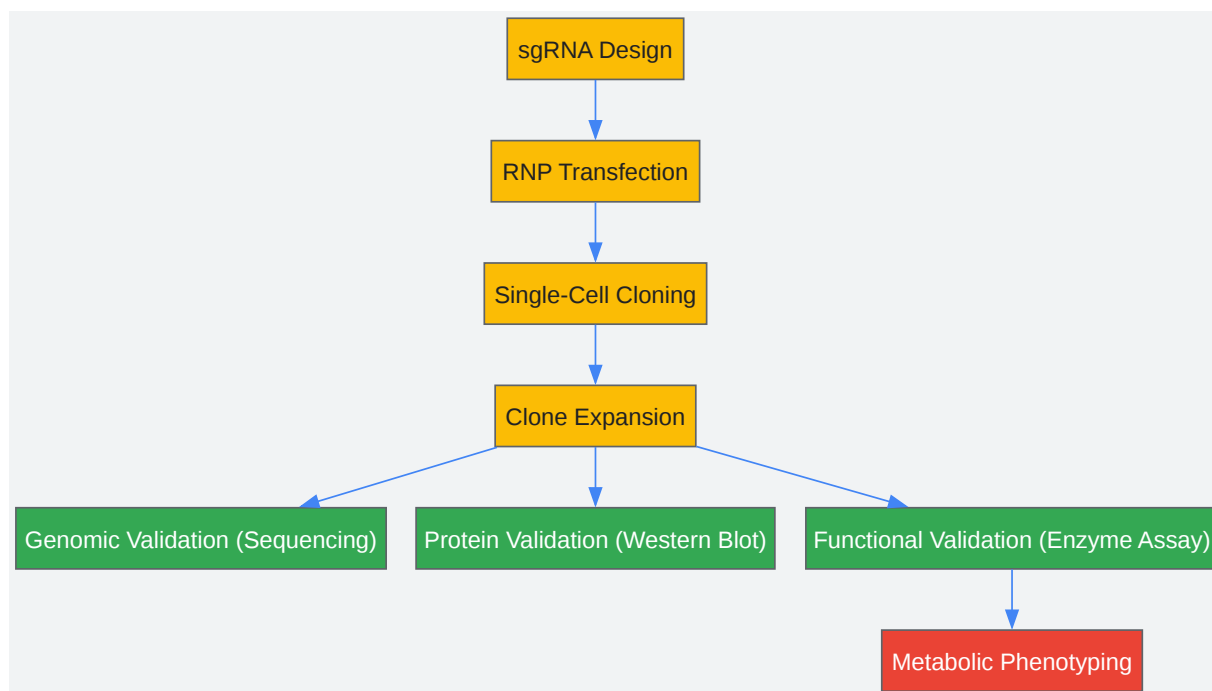 sgRNA Design
RNP Transfection
Single-Cell Cloning
Clone Expansion
Genomic Validation (Sequencing)
Protein Validation (Western Blot)
Functional Validation (Enzyme Assay)
Metabolic Phenotyping